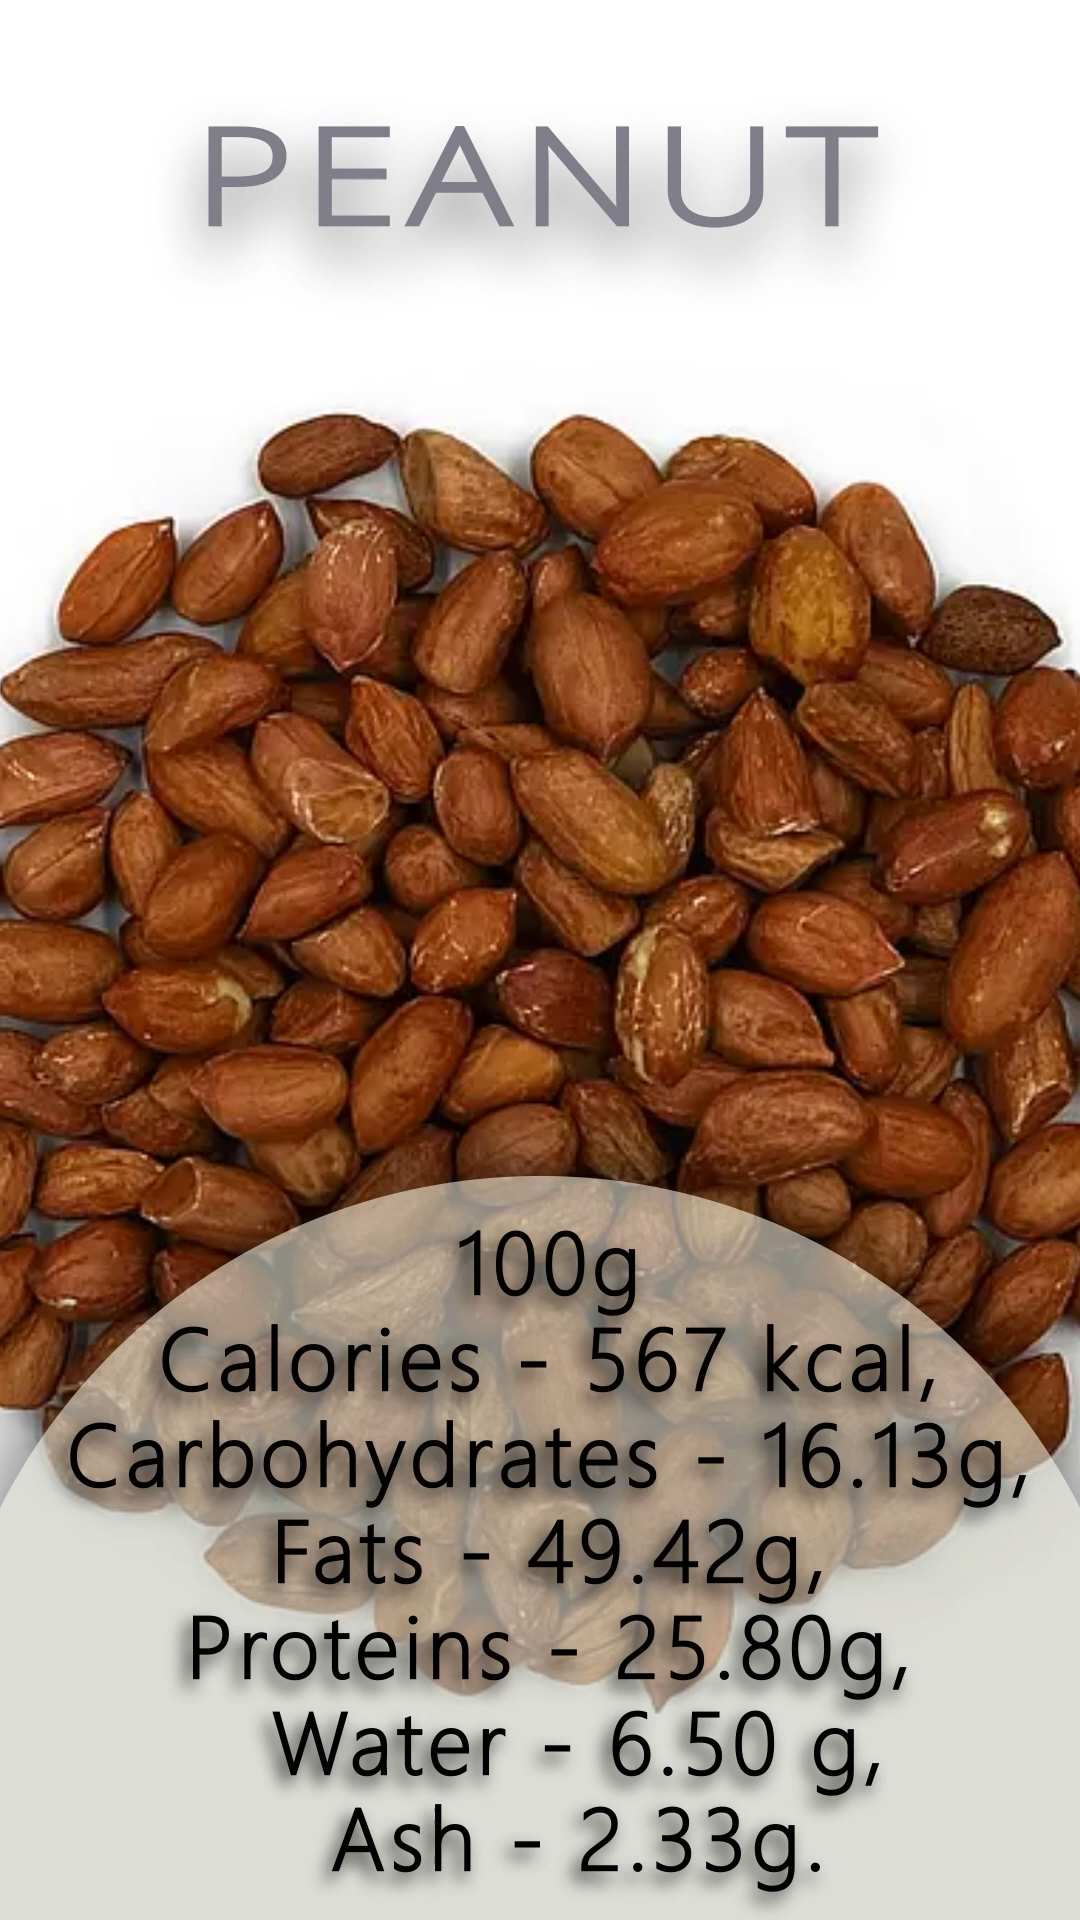 PEANUT
100g
Calories - 567 kcal,
Carbohydrates - 16.13g,
Fats - 49.42g,
Proteins - 25.80g,
Water - 6.50 g,
Ash - 2.33g.